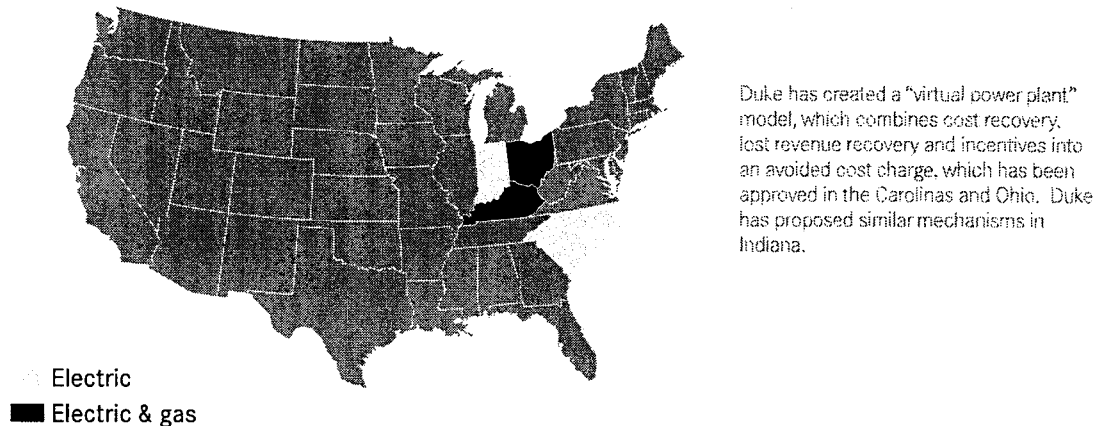 Duke has created a "virtual power plant"
model, which combines cost recovery,
lost revenue recovery and incentives into
an avoided cost charge, which has been
approved in the Carolinas and Ohio. Duke
has proposed similar mechanisms in
Indiana.
Electric
Electric & gas